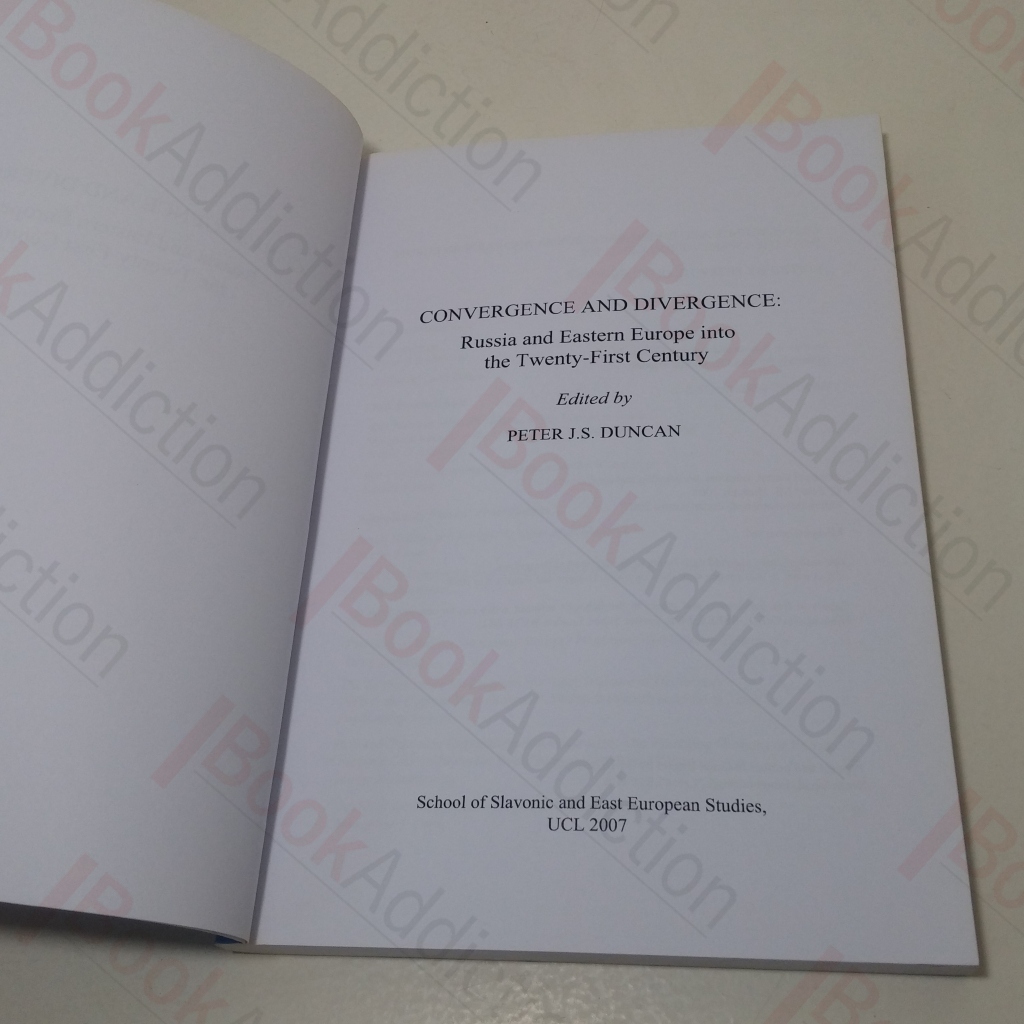 CONVERGENCE AND DIVERGENCE:
Russia and Eastern Europe into
the Twenty-First Century
Edited by
PETER J.S. DUNCAN
School of Slavonic and East European Studies,
UCL 2007
BookAddiction